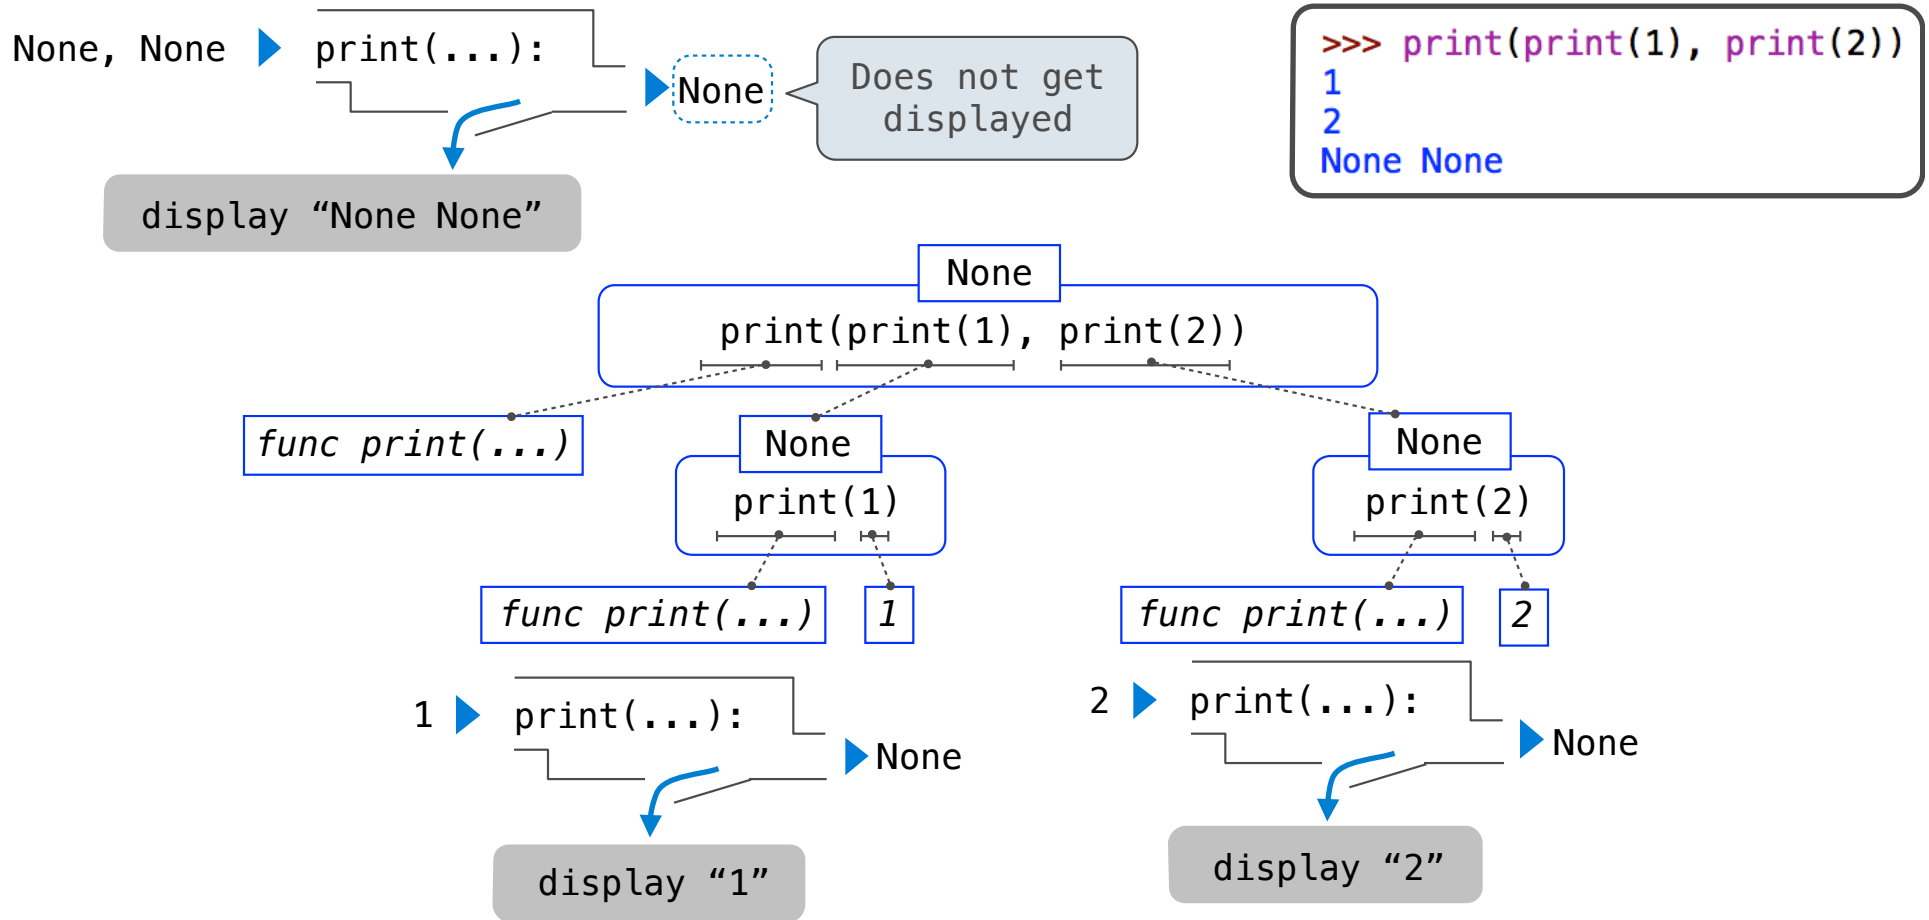 None, None
print(...):
None
Does not get
displayed
display “None None”
>>> print(print(1), print(2))
1
2
None None
None
print(print(1), print(2))
func print(...)
None
print(1)
func print(...)
1
None
print(2)
func print(...)
2
1
print(...):
None
display “1”
2
print(...):
None
display “2”